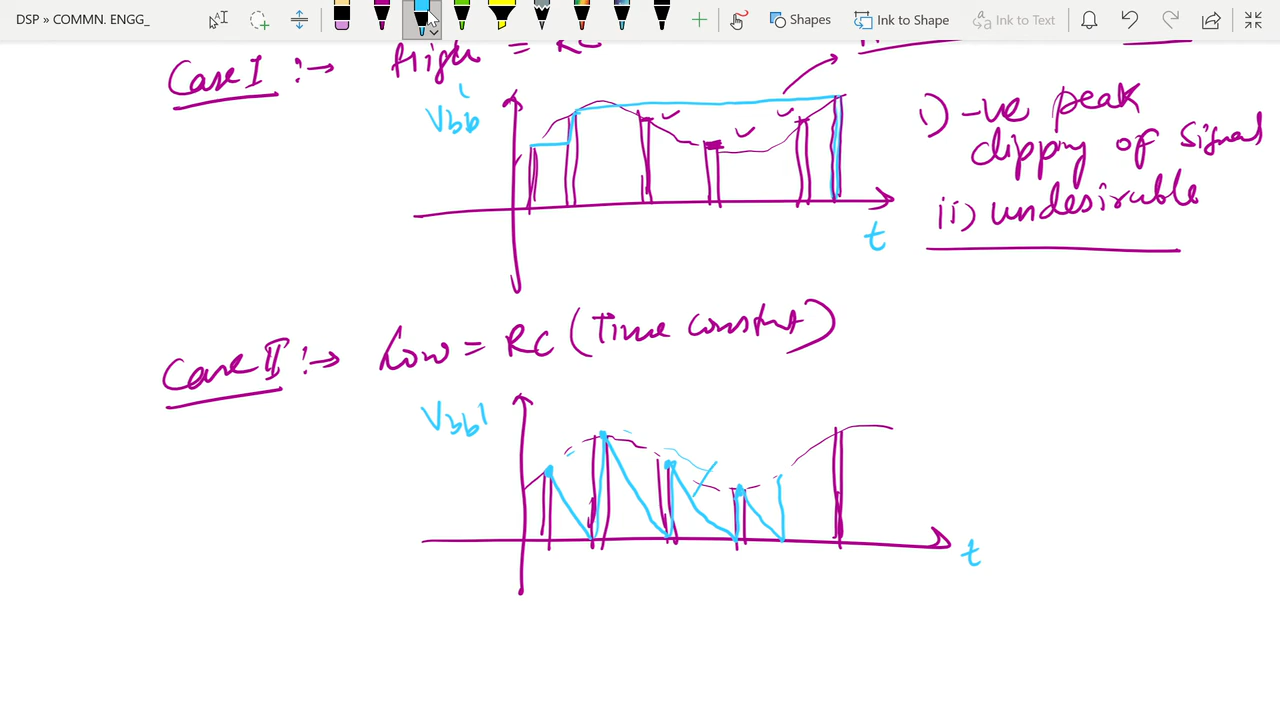 DSP » COMMN. ENGG_
Shapes
Ink to Shape
Ink to Text
Case I :→ High = RC
Vbb
t
i) -ve peak
clipping of signal
ii) undesirable
Case II :→ Low = RC (Time constant)
Vbb'
t